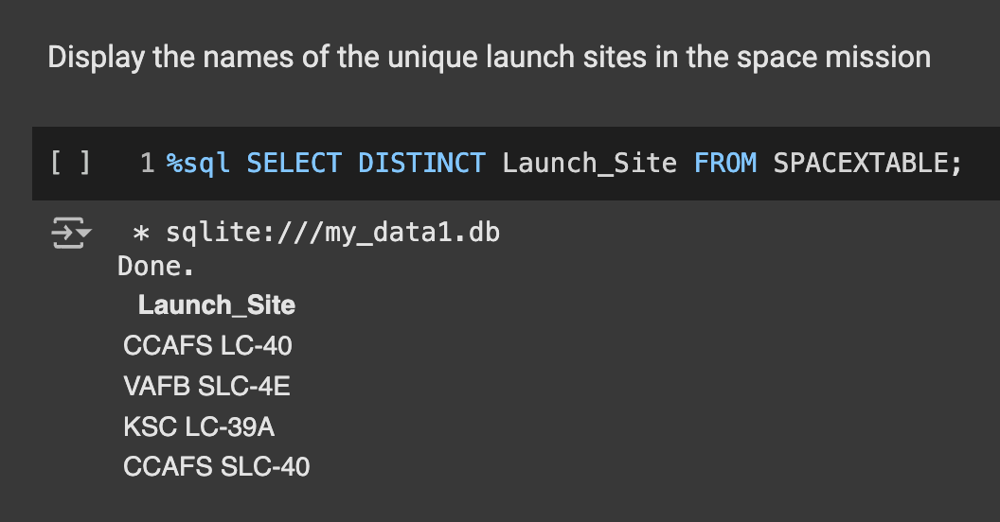 Display the names of the unique launch sites in the space mission
[ ] 1 %sql SELECT DISTINCT Launch_Site FROM SPACEXTABLE;
* sqlite:///my_data1.db
Done.
Launch_Site
CCAFS LC-40
VAFB SLC-4E
KSC LC-39A
CCAFS SLC-40